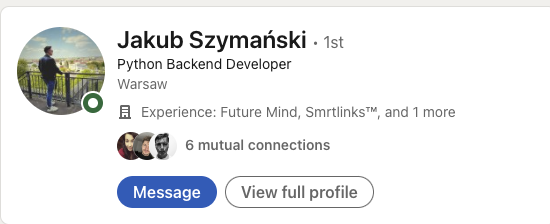 Jakub Szymański · 1st
Python Backend Developer
Warsaw
Experience: Future Mind, Smrtlinks™, and 1 more
6 mutual connections
Message View full profile